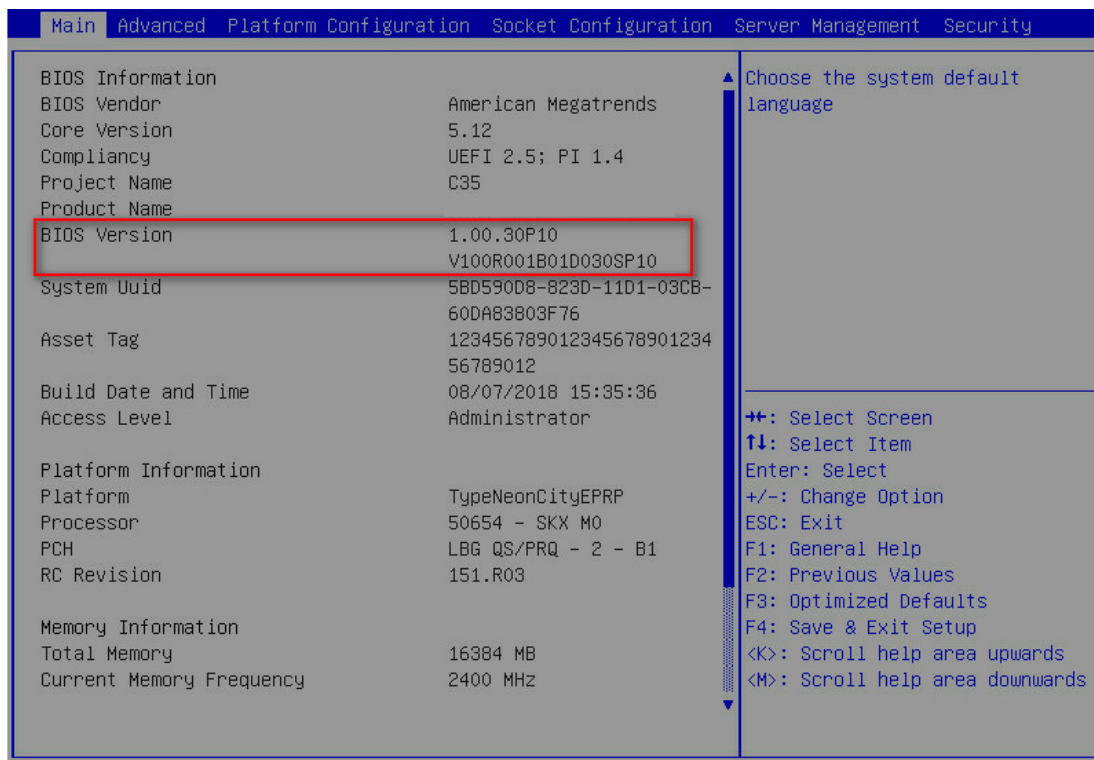 Main Advanced Platform Configuration Socket Configuration Server Management Security
BIOS Information
BIOS Vendor American Megatrends
Core Version 5.12
Compliancy UEFI 2.5; PI 1.4
Project Name C35
Product Name
BIOS Version 1.00.30P10
V100R001B01D030SP10
System Uuid 5BD590D8-823D-11D1-03CB-
60DA83803F76
Asset Tag 123456789012345678901234
56789012
Build Date and Time 08/07/2018 15:35:36
Access Level Administrator
Platform Information
Platform TypeNeonCityEPRP
Processor 50654 - SKX M0
PCH LBG QS/PRQ - 2 - B1
RC Revision 151.R03
Memory Information
Total Memory 16384 MB
Current Memory Frequency 2400 MHz
Choose the system default
language
→←: Select Screen
↑↓: Select Item
Enter: Select
+/-: Change Option
ESC: Exit
F1: General Help
F2: Previous Values
F3: Optimized Defaults
F4: Save & Exit Setup
<K>: Scroll help area upwards
<M>: Scroll help area downwards